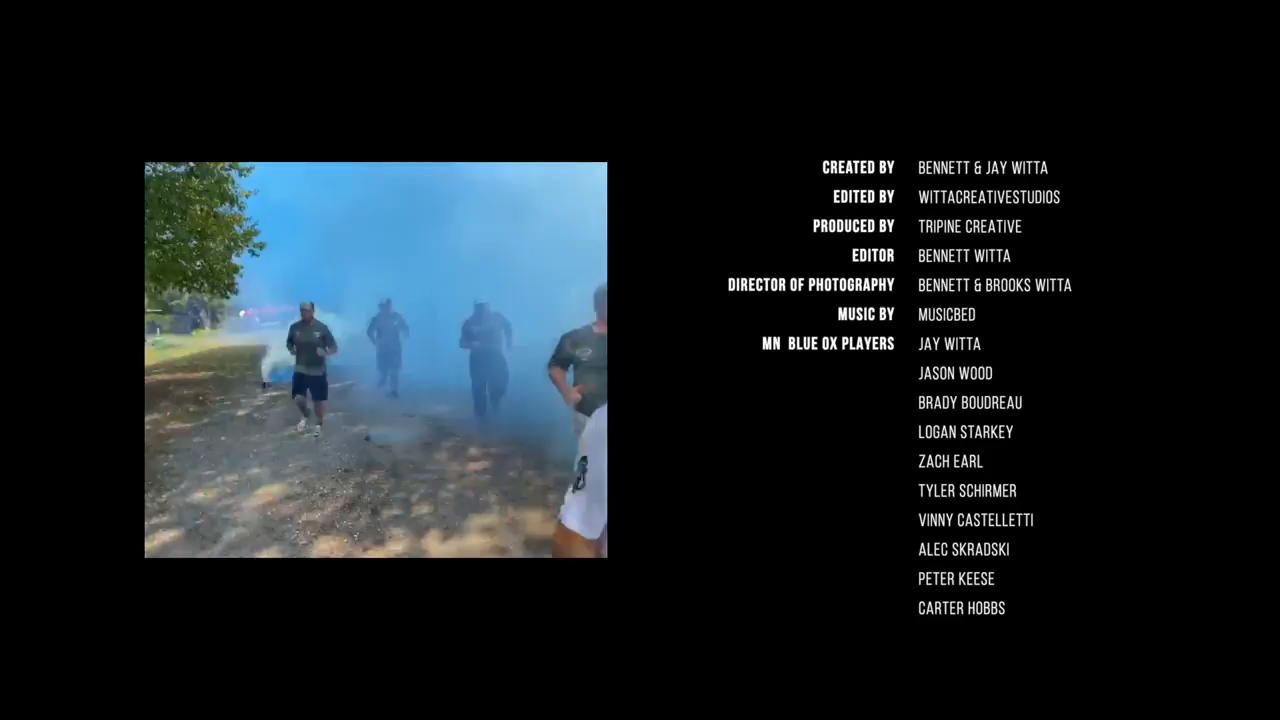 CREATED BY BENNETT & JAY WITTA
EDITED BY WITTACREATIVESTUDIOS
PRODUCED BY TRIPINE CREATIVE
EDITOR BENNETT WITTA
DIRECTOR OF PHOTOGRAPHY BENNETT & BROOKS WITTA
MUSIC BY MUSICBED
MN BLUE OX PLAYERS JAY WITTA
JASON WOOD
BRADY BOUDREAU
LOGAN STARKEY
ZACH EARL
TYLER SCHIRMER
VINNY CASTELLETTI
ALEC SKRADSKI
PETER KEESE
CARTER HOBBS